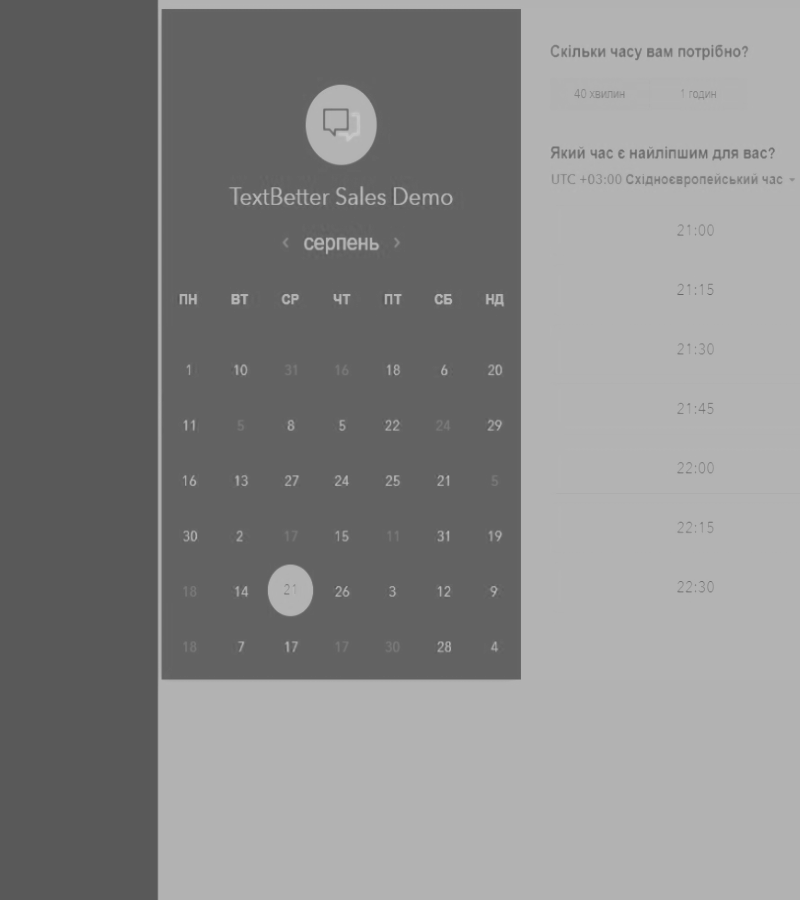 TextBetter Sales Demo
‹ серпень ›
ПН ВТ СР ЧТ ПТ СБ НД
1 10 31 16 18 6 20
11 5 8 5 22 24 29
16 13 27 24 25 21 5
30 2 17 15 11 31 19
18 14 21 26 3 12 9
18 7 17 17 30 28 4
Скільки часу вам потрібно?
40 хвилин 1 годин
Який час є найліпшим для вас?
UTC +03:00 Східноєвропейський час
21:00
21:15
21:30
21:45
22:00
22:15
22:30